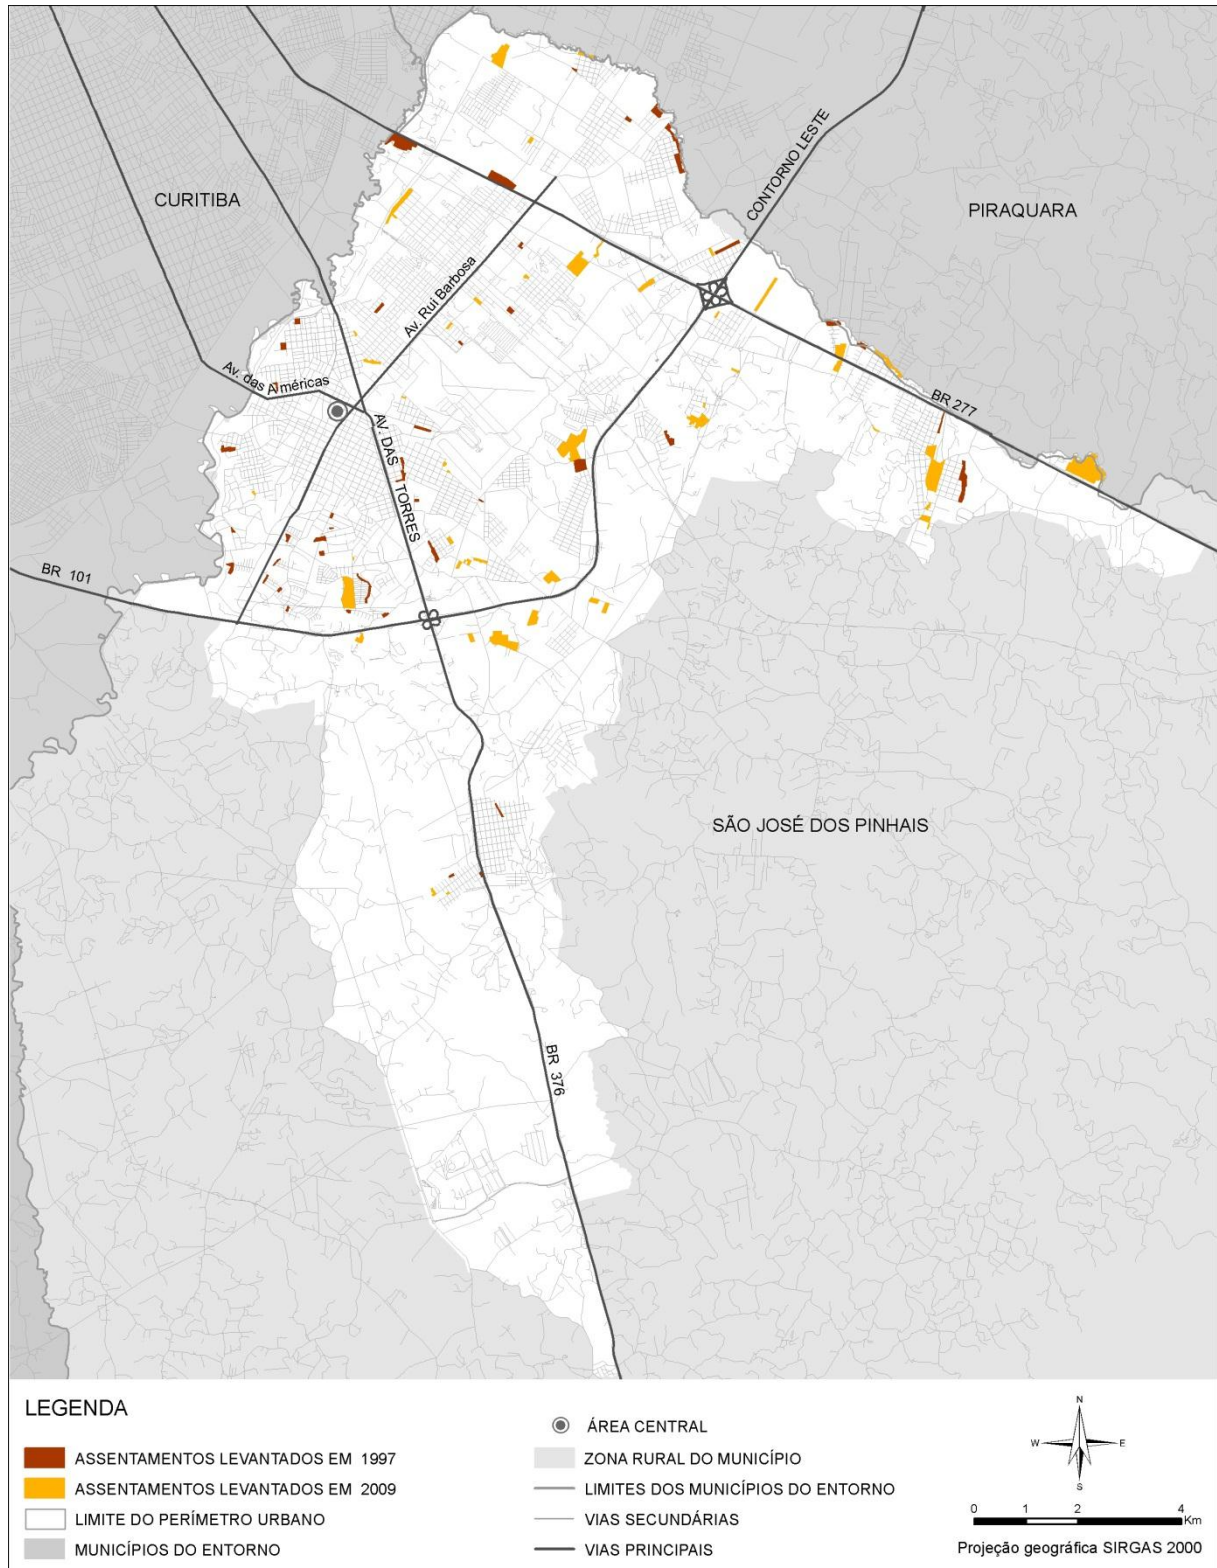 CURITIBA
CONTORNO LESTE
PIRAQUARA
Av. Rui Barbosa
Av. das Américas
BR 277
AV. DAS TORRES
BR 101
SÃO JOSÉ DOS PINHAIS
BR 376
LEGENDA
ASSENTAMENTOS LEVANTADOS EM 1997
ASSENTAMENTOS LEVANTADOS EM 2009
LIMITE DO PERÍMETRO URBANO
MUNICÍPIOS DO ENTORNO
ÁREA CENTRAL
ZONA RURAL DO MUNICÍPIO
LIMITES DOS MUNICÍPIOS DO ENTORNO
VIAS SECUNDÁRIAS
VIAS PRINCIPAIS
N
W E
S
0 1 2 4
Km
Projeção geográfica SIRGAS 2000